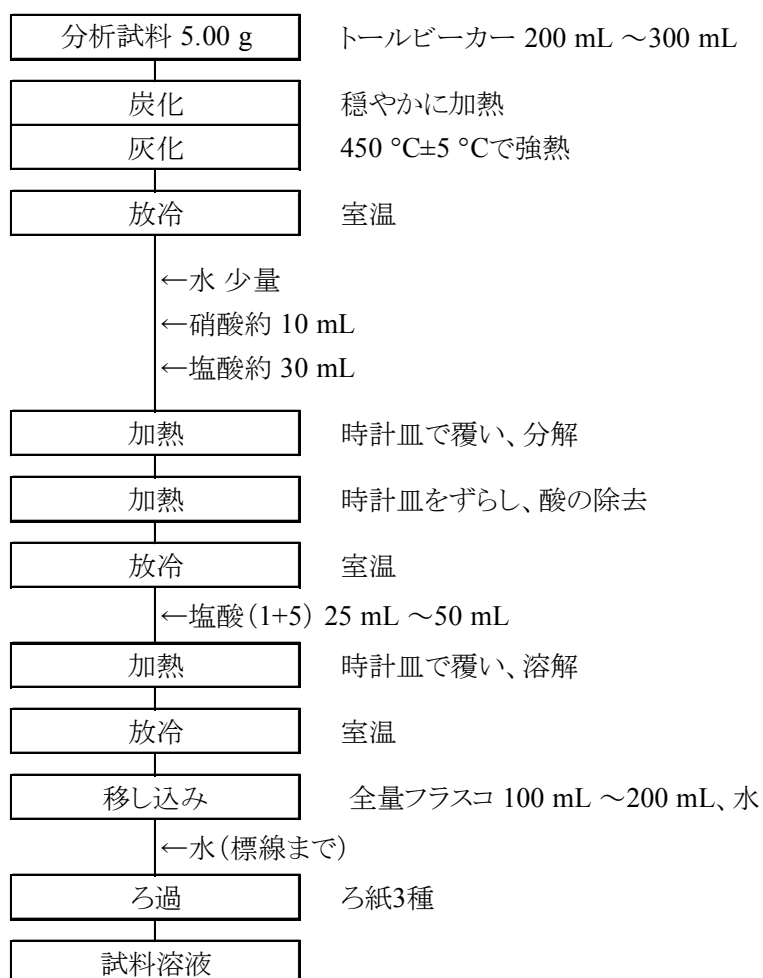 分析試料 5.00 g トールビーカー 200 mL ～300 mL
炭化 穏やかに加熱
灰化 450 °C±5 °Cで強熱
放冷 室温
←水 少量
←硝酸約 10 mL
←塩酸約 30 mL
加熱 時計皿で覆い、分解
加熱 時計皿をずらし、酸の除去
放冷 室温
←塩酸（1+5） 25 mL ～50 mL
加熱 時計皿で覆い、溶解
放冷 室温
移し込み 全量フラスコ 100 mL ～200 mL、水
←水（標線まで）
ろ過 ろ紙3種
試料溶液